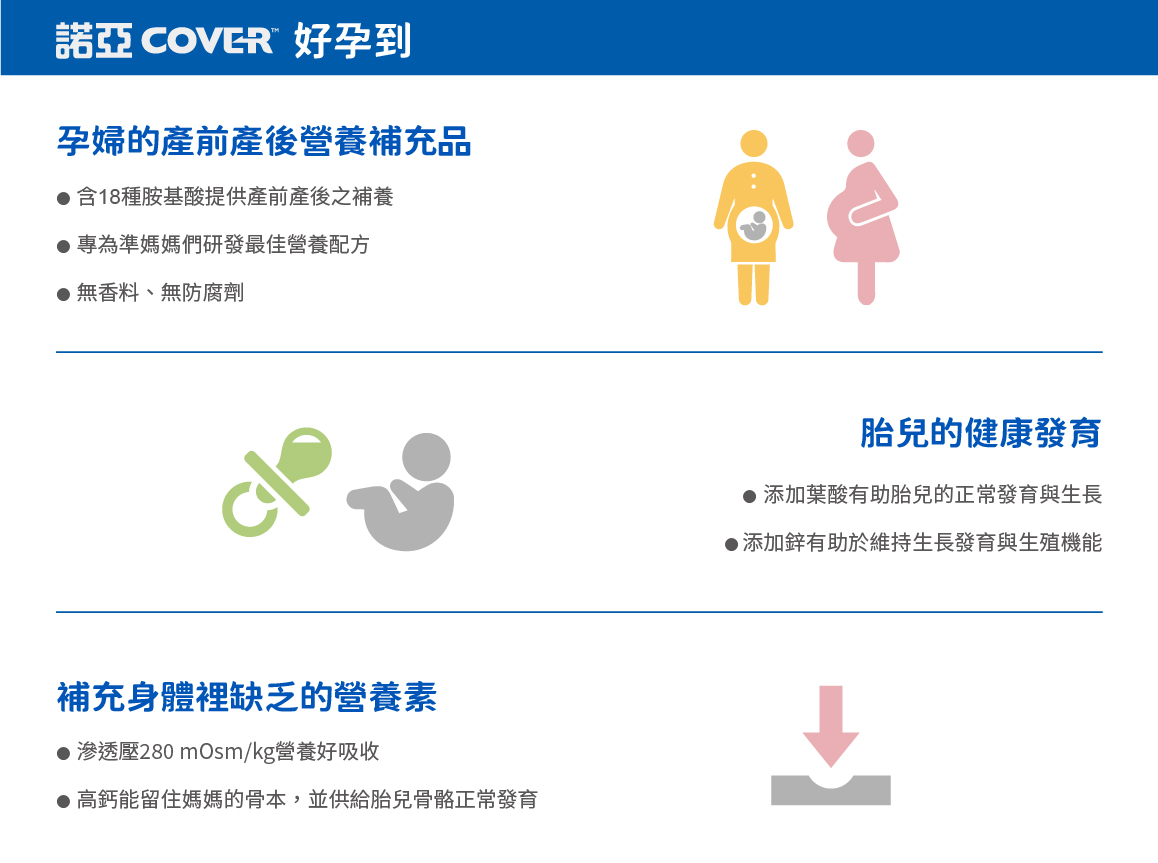 諾亞 COVER™ 好孕到
孕婦的產前產後營養補充品
● 含18種胺基酸提供產前產後之補養
● 專為準媽媽們研發最佳營養配方
● 無香料、無防腐劑
胎兒的健康發育
● 添加葉酸有助胎兒的正常發育與生長
● 添加鋅有助於維持生長發育與生殖機能
補充身體裡缺乏的營養素
● 滲透壓280 mOsm/kg營養好吸收
● 高鈣能留住媽媽的骨本，並供給胎兒骨骼正常發育